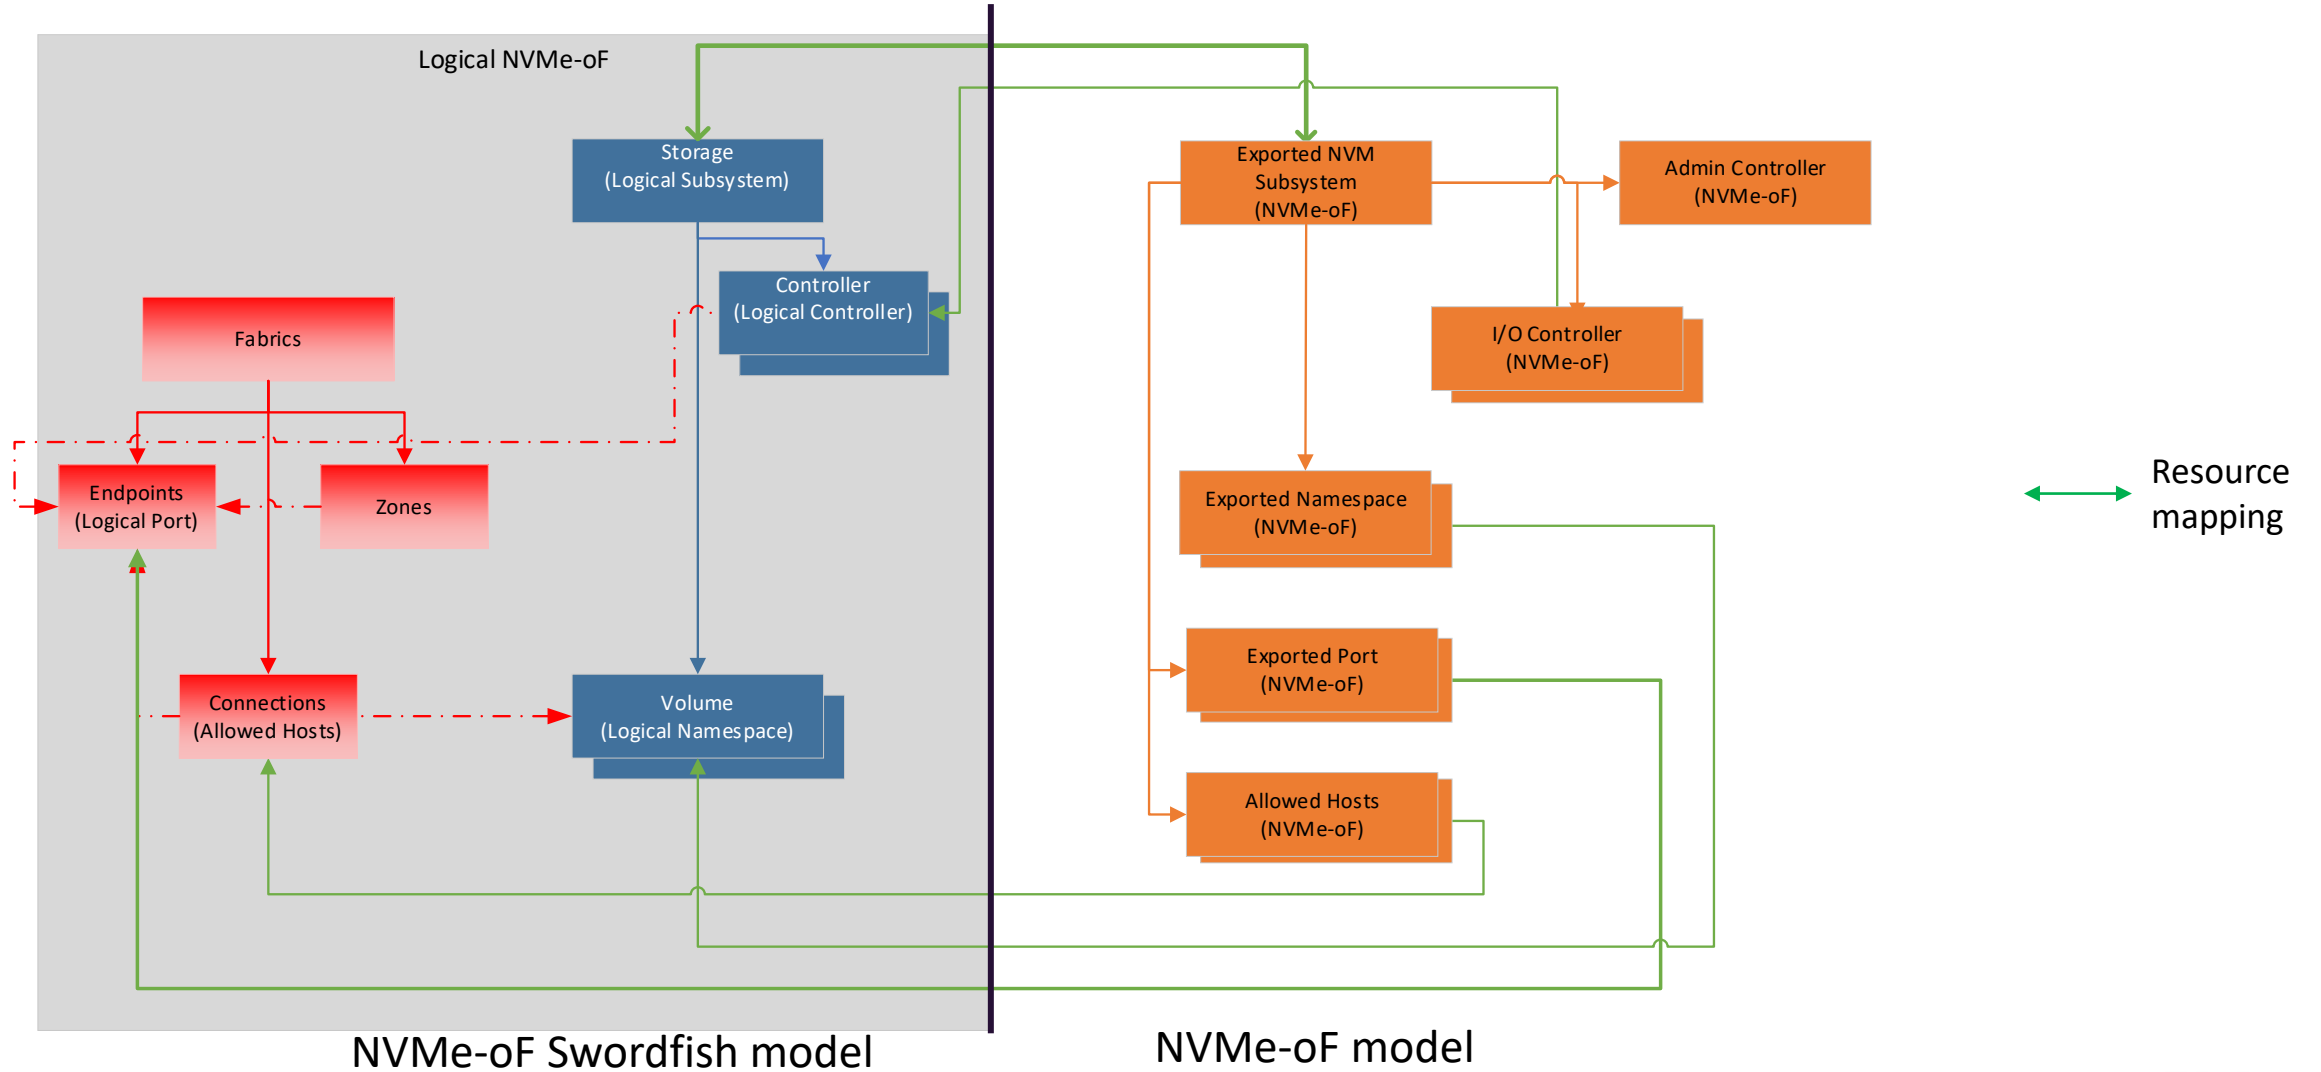 Logical NVMe-oF
Storage
(Logical Subsystem)
Controller
(Logical Controller)
Fabrics
Endpoints
(Logical Port)
Zones
Connections
(Allowed Hosts)
Volume
(Logical Namespace)
NVMe-oF Swordfish model
Exported NVM
Subsystem
(NVMe-oF)
Admin Controller
(NVMe-oF)
I/O Controller
(NVMe-oF)
Exported Namespace
(NVMe-oF)
Exported Port
(NVMe-oF)
Allowed Hosts
(NVMe-oF)
NVMe-oF model
Resource
mapping